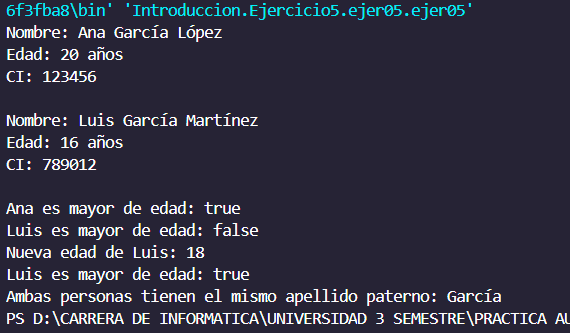 6f3fba8\bin' 'Introduccion.Ejercicio5.ejer05.ejer05'
Nombre: Ana García López
Edad: 20 años
CI: 123456
Nombre: Luis García Martínez
Edad: 16 años
CI: 789012
Ana es mayor de edad: true
Luis es mayor de edad: false
Nueva edad de Luis: 18
Luis es mayor de edad: true
Ambas personas tienen el mismo apellido paterno: García
PS D:\CARRERA DE INFORMATICA\UNIVERSIDAD 3 SEMESTRE\PRACTICA AU